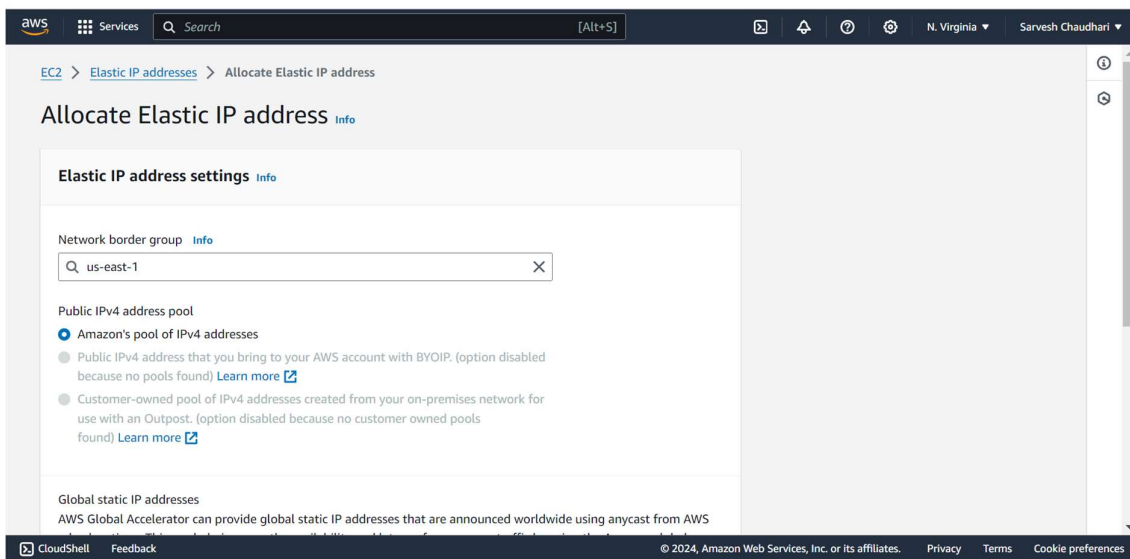 aws Services Search [Alt+S] N. Virginia Sarvesh Chaudhari
EC2 > Elastic IP addresses > Allocate Elastic IP address
Allocate Elastic IP address Info
Elastic IP address settings Info
Network border group Info
us-east-1
Public IPv4 address pool
Amazon's pool of IPv4 addresses
Public IPv4 address that you bring to your AWS account with BYOIP. (option disabled
because no pools found) Learn more
Customer-owned pool of IPv4 addresses created from your on-premises network for
use with an Outpost. (option disabled because no customer owned pools
found) Learn more
Global static IP addresses
AWS Global Accelerator can provide global static IP addresses that are announced worldwide using anycast from AWS
CloudShell Feedback © 2024, Amazon Web Services, Inc. or its affiliates. Privacy Terms Cookie preferences